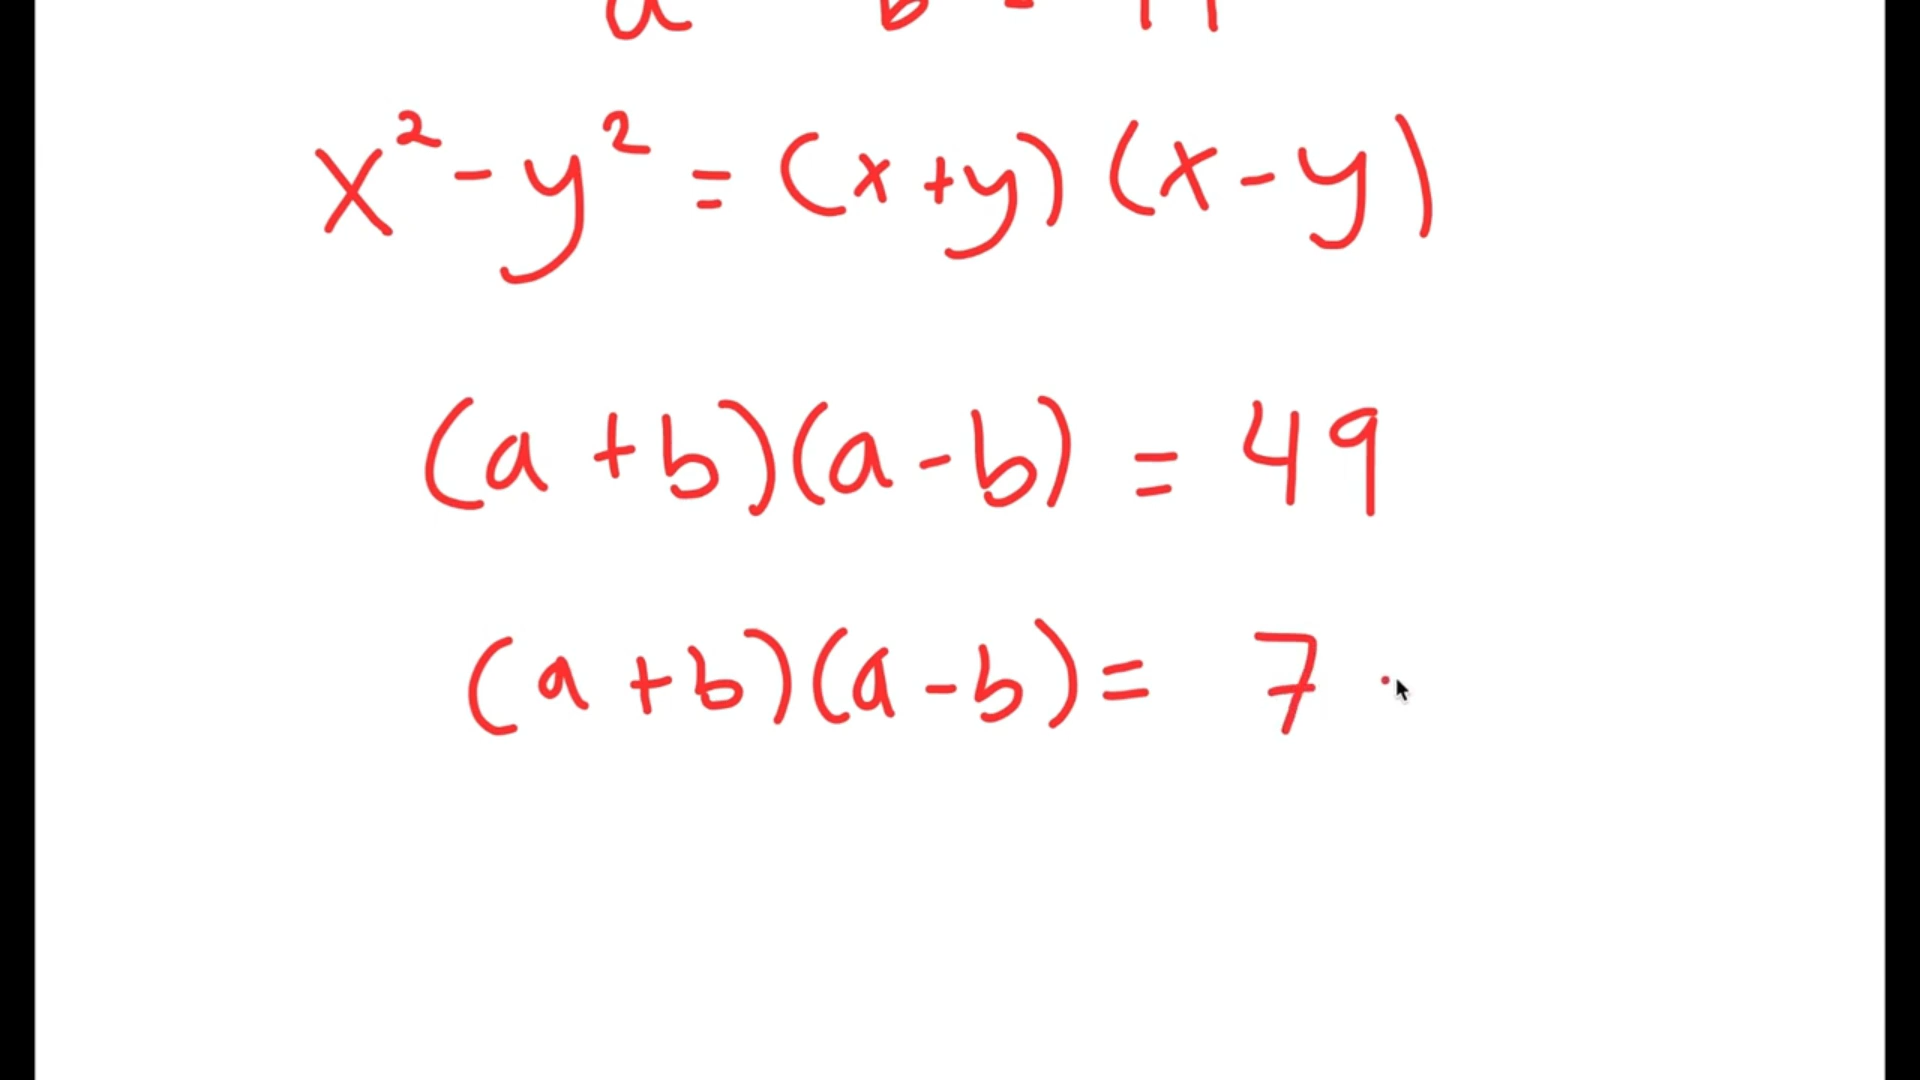 x² - y² = (x + y) (x - y)
(a + b)(a - b) = 49
(a + b)(a - b) = 7 ·